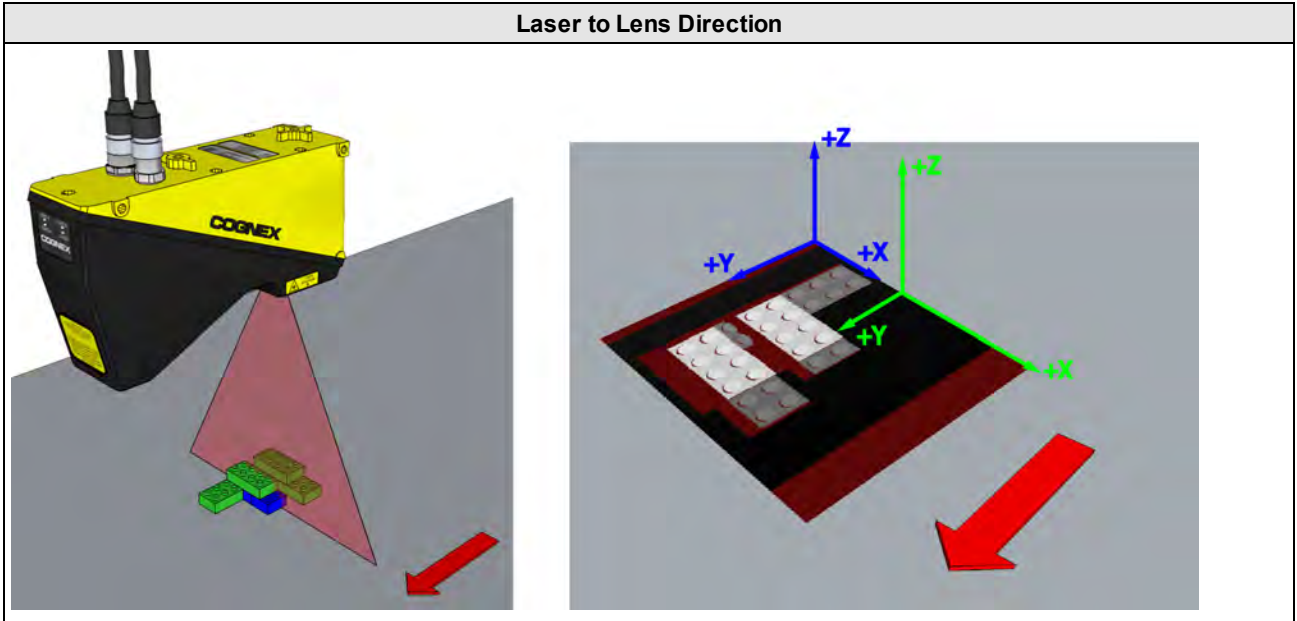 Laser to Lens Direction
COGNEX
COGNEX
+Z
+Z
+Y
+X
+Y
+X